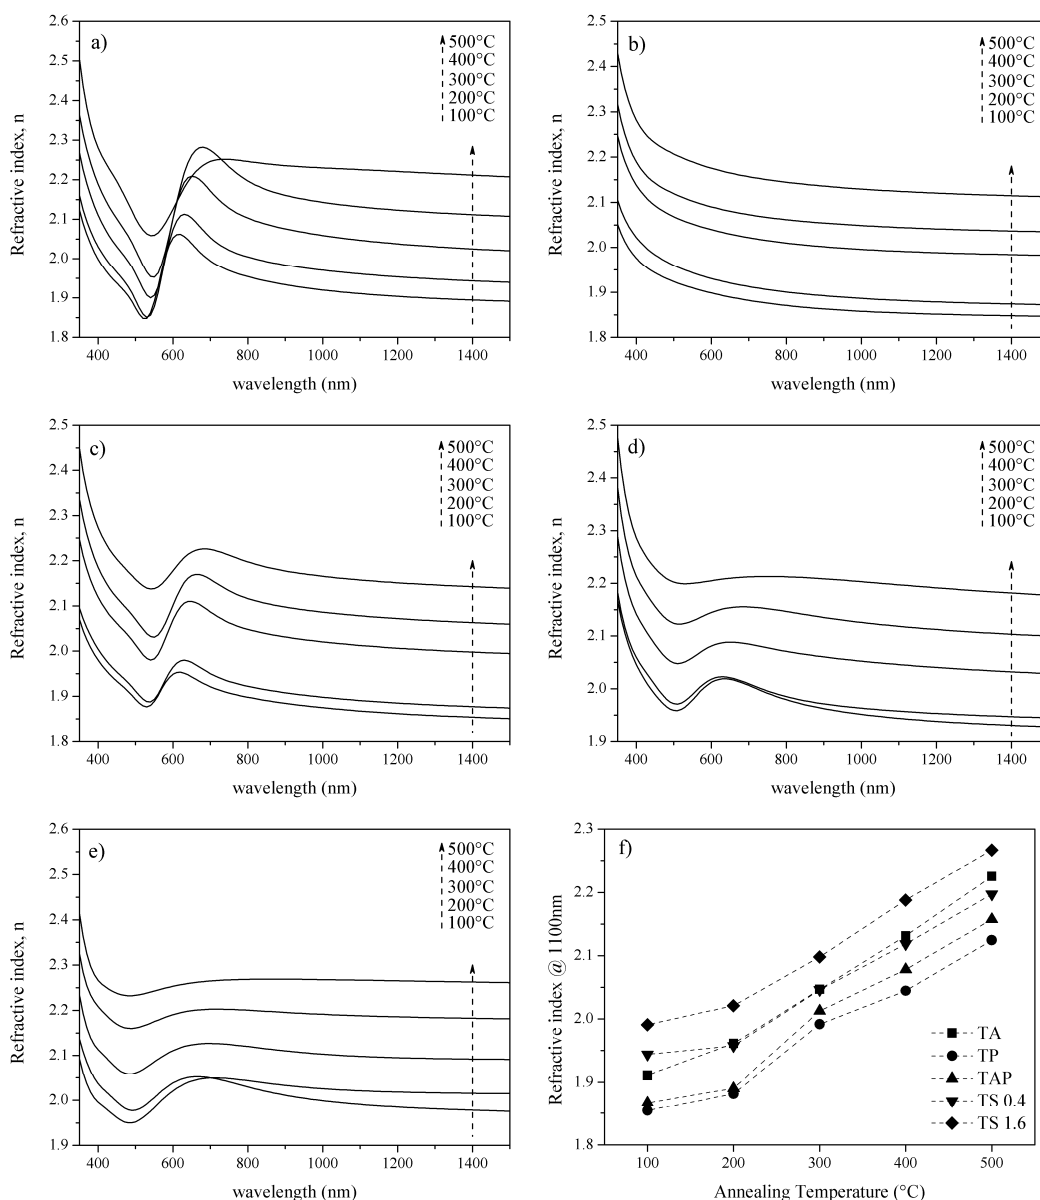 a)
500°C
400°C
300°C
200°C
100°C
2.6
2.5
2.4
2.3
2.2
2.1
2.0
1.9
1.8
Refractive index, n
400 600 800 1000 1200 1400
wavelength (nm)
b)
500°C
400°C
300°C
200°C
100°C
2.5
2.4
2.3
2.2
2.1
2.0
1.9
1.8
Refractive index, n
400 600 800 1000 1200 1400
wavelength (nm)
c)
500°C
400°C
300°C
200°C
100°C
2.5
2.4
2.3
2.2
2.1
2.0
1.9
1.8
Refractive index, n
400 600 800 1000 1200 1400
wavelength (nm)
d)
500°C
400°C
300°C
200°C
100°C
2.5
2.4
2.3
2.2
2.1
2.0
1.9
Refractive index, n
400 600 800 1000 1200 1400
wavelength (nm)
e)
500°C
400°C
300°C
200°C
100°C
2.6
2.5
2.4
2.3
2.2
2.1
2.0
1.9
Refractive index, n
400 600 800 1000 1200 1400
wavelength (nm)
f)
2.3
2.2
2.1
2.0
1.9
1.8
Refractive index @ 1100nm
TA
TP
TAP
TS 0.4
TS 1.6
100 200 300 400 500
Annealing Temperature (°C)